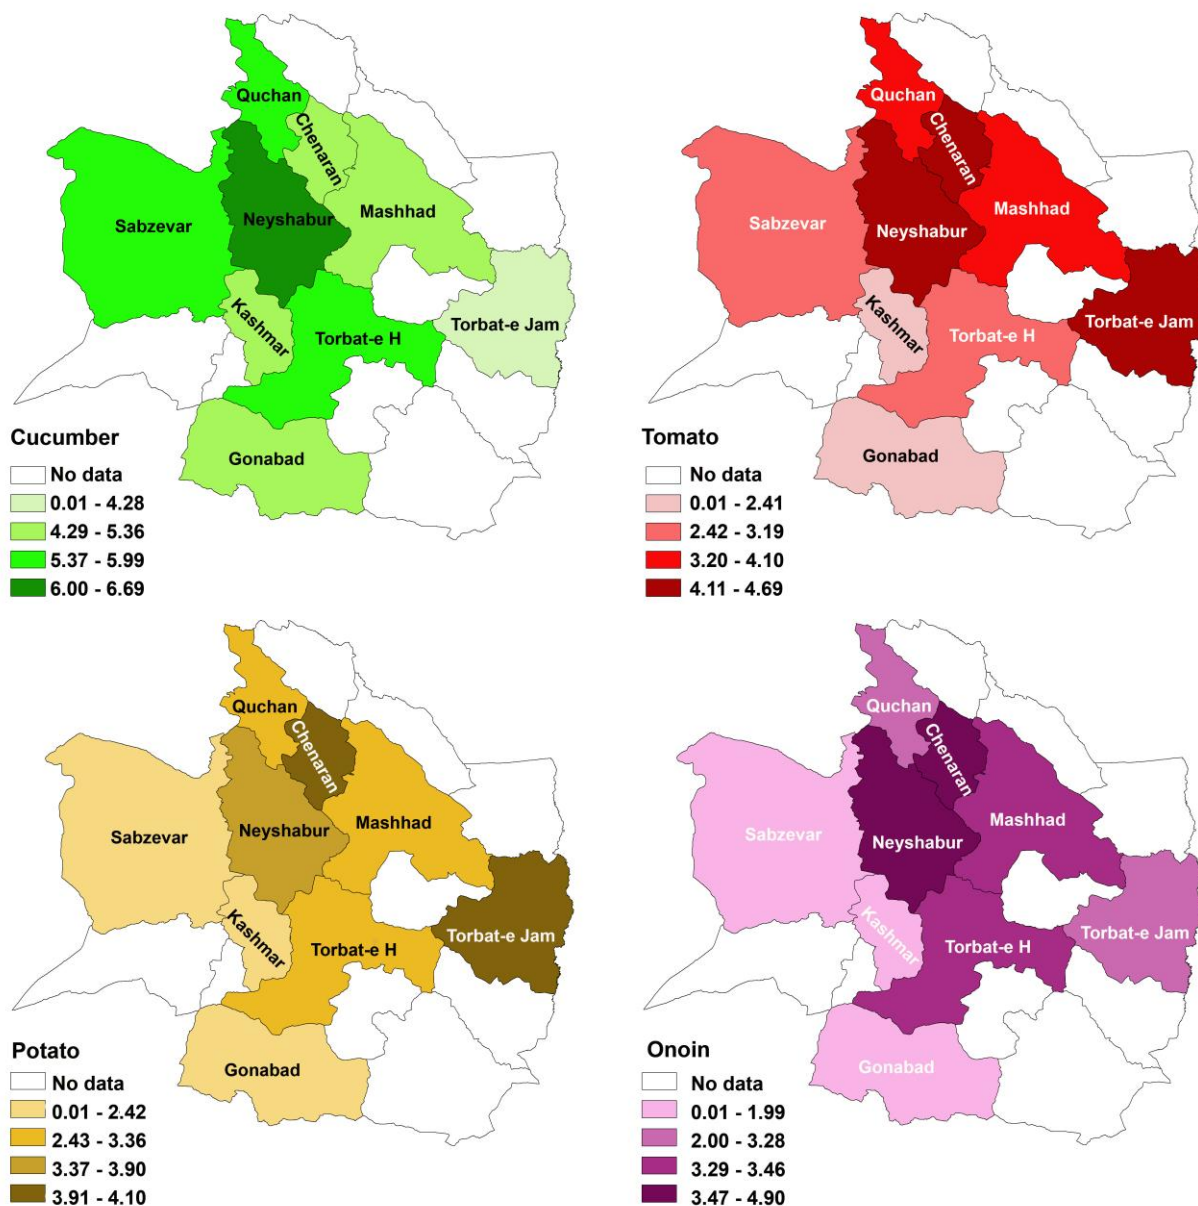 Quchan
Chenaran
Mashhad
Sabzevar
Neyshabur
Kashmar
Torbat-e H
Torbat-e Jam
Gonabad
Cucumber
No data
0.01 - 4.28
4.29 - 5.36
5.37 - 5.99
6.00 - 6.69
Quchan
Chenaran
Mashhad
Sabzevar
Neyshabur
Kashmar
Torbat-e H
Torbat-e Jam
Gonabad
Tomato
No data
0.01 - 2.41
2.42 - 3.19
3.20 - 4.10
4.11 - 4.69
Quchan
Chenaran
Mashhad
Sabzevar
Neyshabur
Kashmar
Torbat-e H
Torbat-e Jam
Gonabad
Potato
No data
0.01 - 2.42
2.43 - 3.36
3.37 - 3.90
3.91 - 4.10
Quchan
Chenaran
Mashhad
Sabzevar
Neyshabur
Kashmar
Torbat-e H
Torbat-e Jam
Gonabad
Onoin
No data
0.01 - 1.99
2.00 - 3.28
3.29 - 3.46
3.47 - 4.90